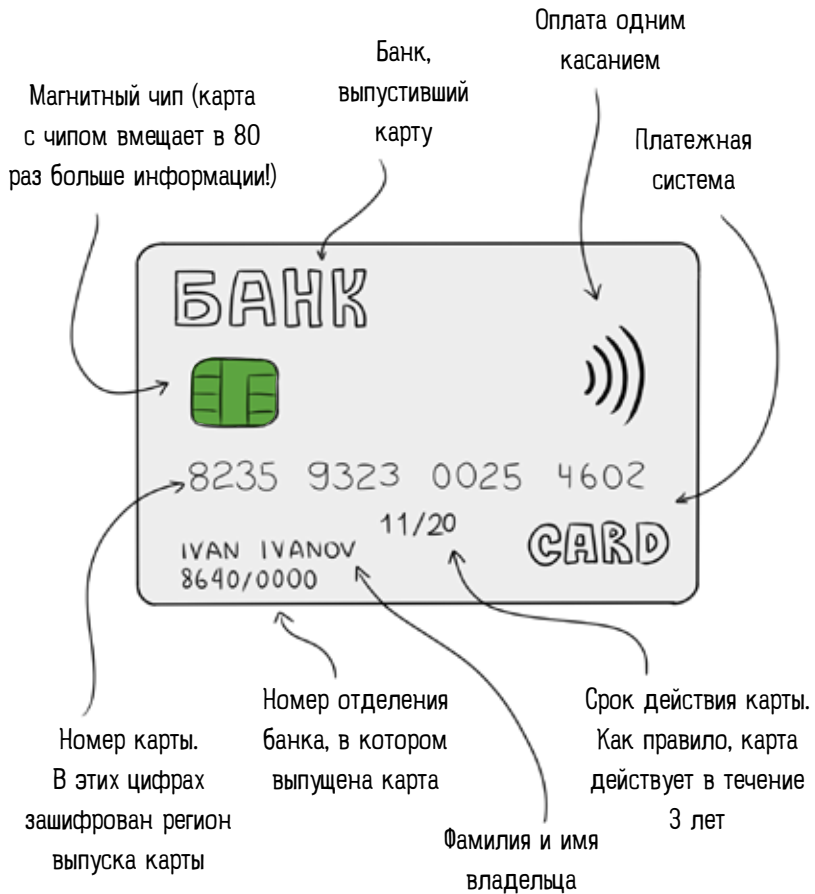 Оплата одним
касанием
Банк,
выпустивший
карту
Магнитный чип (карта
с чипом вмещает в 80
раз больше информации!)
Платежная
система
БАНК
8235 9323 0025 4602
11/20
IVAN IVANOV
8640/0000
CARD
Номер карты.
В этих цифрах
зашифрован регион
выпуска карты
Номер отделения
банка, в котором
выпущена карта
Фамилия и имя
владельца
Срок действия карты.
Как правило, карта
действует в течение
3 лет